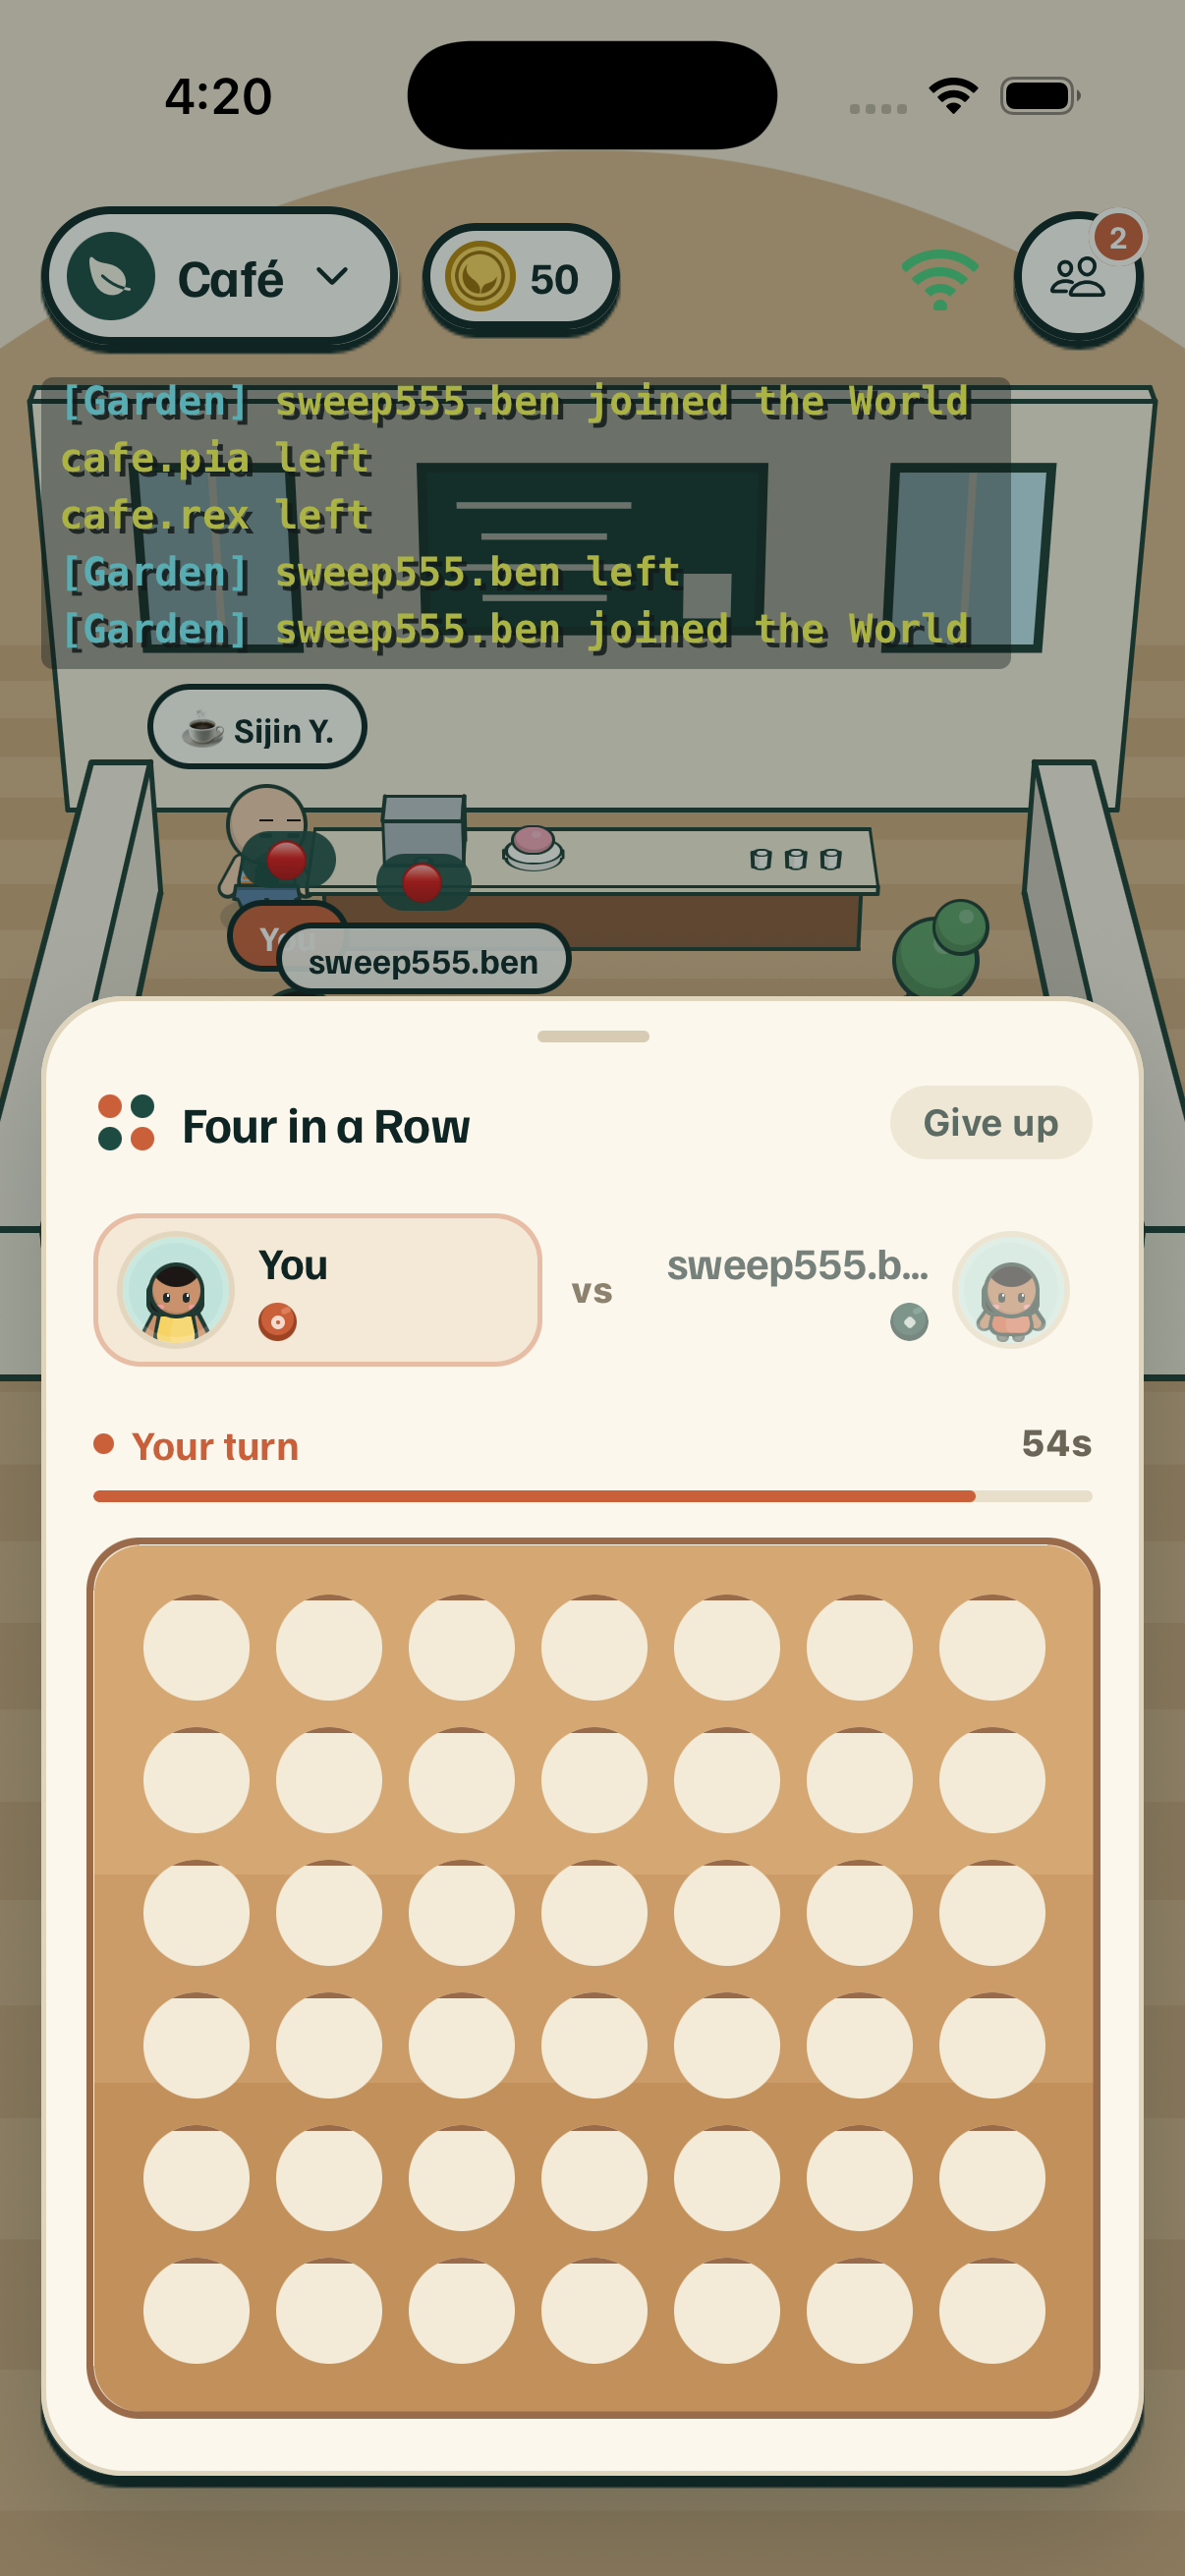 4:20
Café
50
2
[Garden] sweep555.ben joined the World
cafe.pia left
cafe.rex left
[Garden] sweep555.ben left
[Garden] sweep555.ben joined the World
Sijin Y.
You
sweep555.ben
Four in a Row
Give up
You
vs
sweep555.b...
Your turn
54s